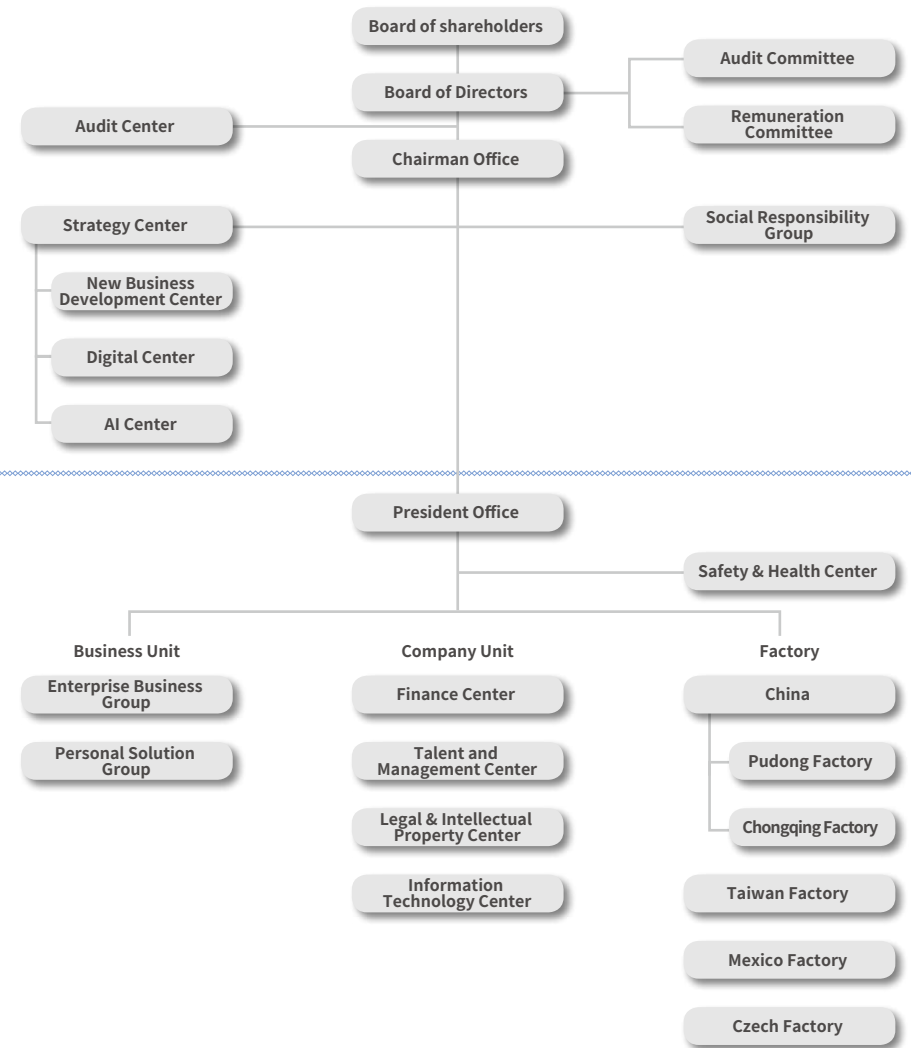 Board of shareholders
Board of Directors
Audit Committee
Remuneration
Committee
Audit Center
Chairman Office
Strategy Center
Social Responsibility
Group
New Business
Development Center
Digital Center
AI Center
President Office
Safety & Health Center
Business Unit
Enterprise Business
Group
Personal Solution
Group
Company Unit
Finance Center
Talent and
Management Center
Legal & Intellectual
Property Center
Information
Technology Center
Factory
China
Pudong Factory
Chongqing Factory
Taiwan Factory
Mexico Factory
Czech Factory